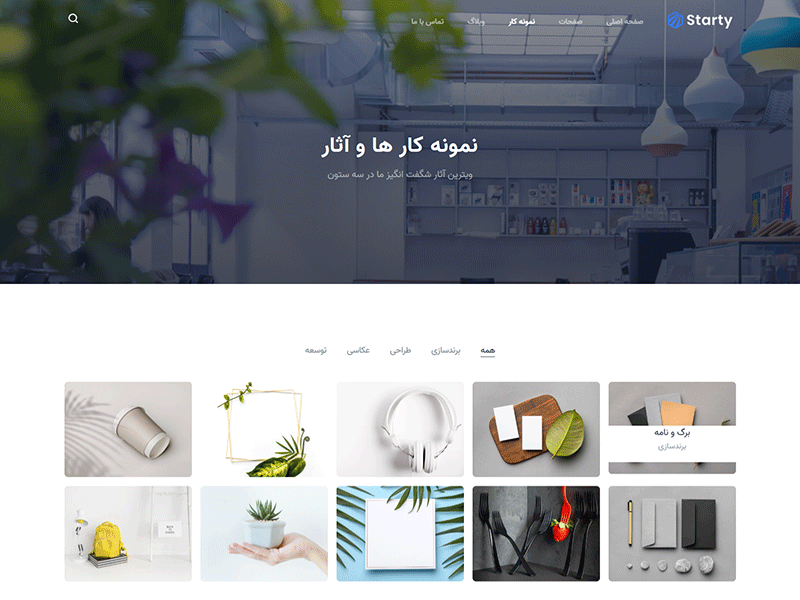 Starty
صفحه اصلی
صفحات
نمونه کار
وبلاگ
تماس با ما
نمونه کار ها و آثار
ویترین آثار شگفت انگیز ما در سه ستون
همه
برندسازی
طراحی
عکاسی
توسعه
برگ و نامه
برندسازی